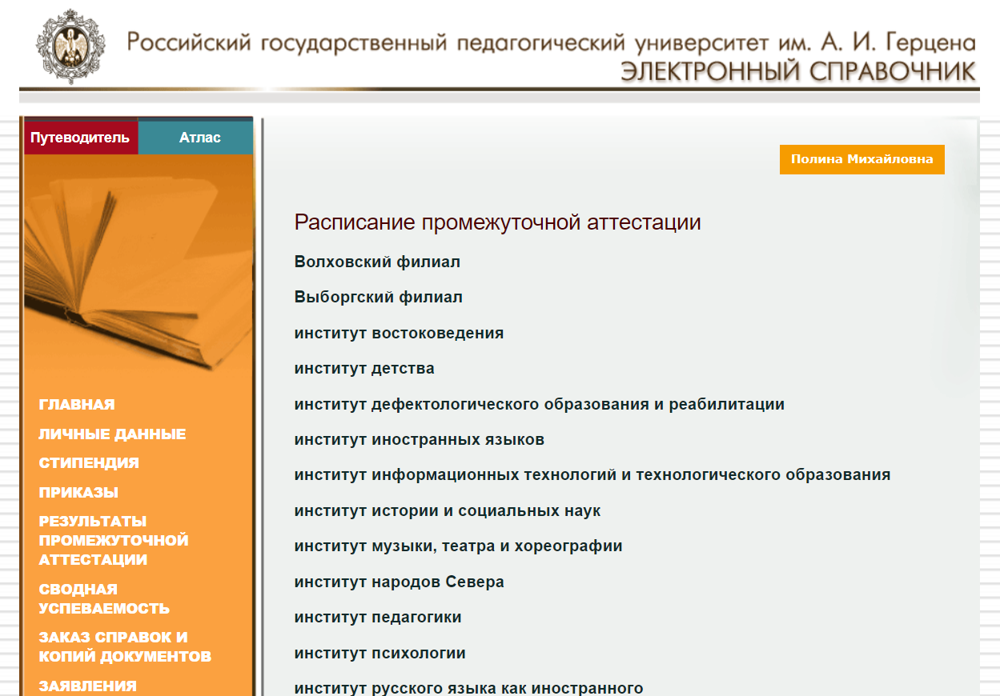 Российский государственный педагогический университет им. А. И. Герцена
ЭЛЕКТРОННЫЙ СПРАВОЧНИК
Путеводитель
Атлас
ГЛАВНАЯ
ЛИЧНЫЕ ДАННЫЕ
СТИПЕНДИЯ
ПРИКАЗЫ
РЕЗУЛЬТАТЫ
ПРОМЕЖУТОЧНОЙ
АТТЕСТАЦИИ
СВОДНАЯ
УСПЕВАЕМОСТЬ
ЗАКАЗ СПРАВОК И
КОПИЙ ДОКУМЕНТОВ
ЗАЯВЛЕНИЯ
Полина Михайловна
Расписание промежуточной аттестации
Волховский филиал
Выборгский филиал
институт востоковедения
институт детства
институт дефектологического образования и реабилитации
институт иностранных языков
институт информационных технологий и технологического образования
институт истории и социальных наук
институт музыки, театра и хореографии
институт народов Севера
институт педагогики
институт психологии
институт русского языка как иностранного